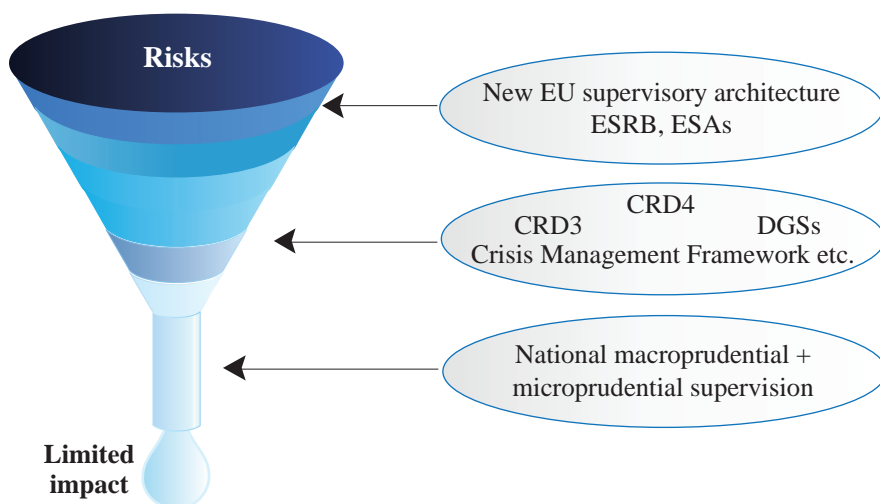 Risks
New EU supervisory architecture
ESRB, ESAs
CRD4
CRD3 DGSs
Crisis Management Framework etc.
National macroprudential +
microprudential supervision
Limited
impact